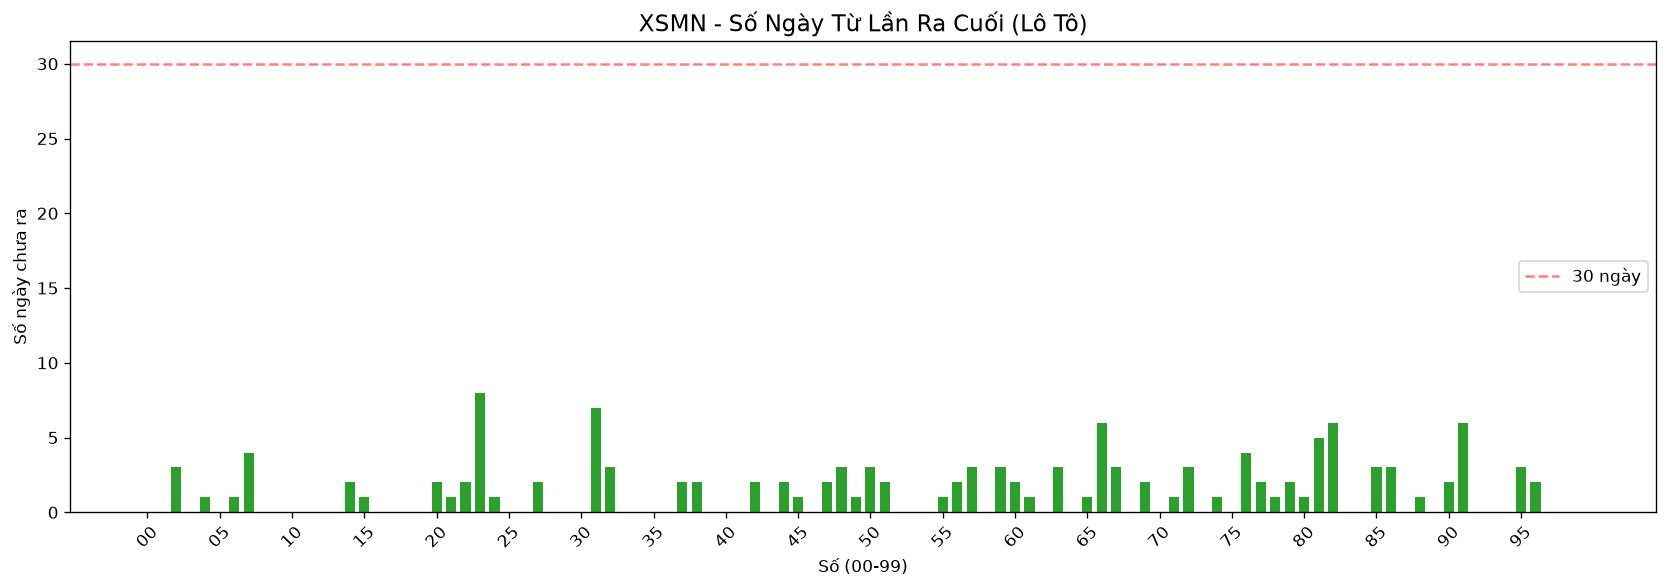 XSMN - Số Ngày Từ Lần Ra Cuối (Lô Tô)
Số ngày chưa ra
30
25
20
15
10
5
0
30 ngày
00 05 10 15 20 25 30 35 40 45 50 55 60 65 70 75 80 85 90 95
Số (00-99)